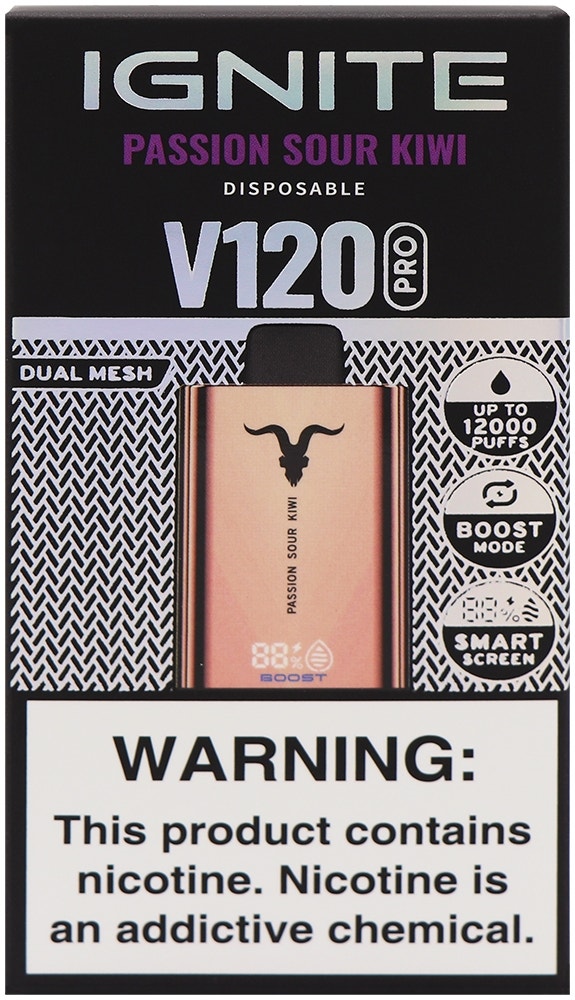 IGNITE
PASSION SOUR KIWI
DISPOSABLE
V120 PRO
DUAL MESH
UP TO
12000
PUFFS
BOOST
MODE
88%
SMART
SCREEN
PASSION SOUR KIWI
88%
BOOST
WARNING:
This product contains
nicotine. Nicotine is
an addictive chemical.